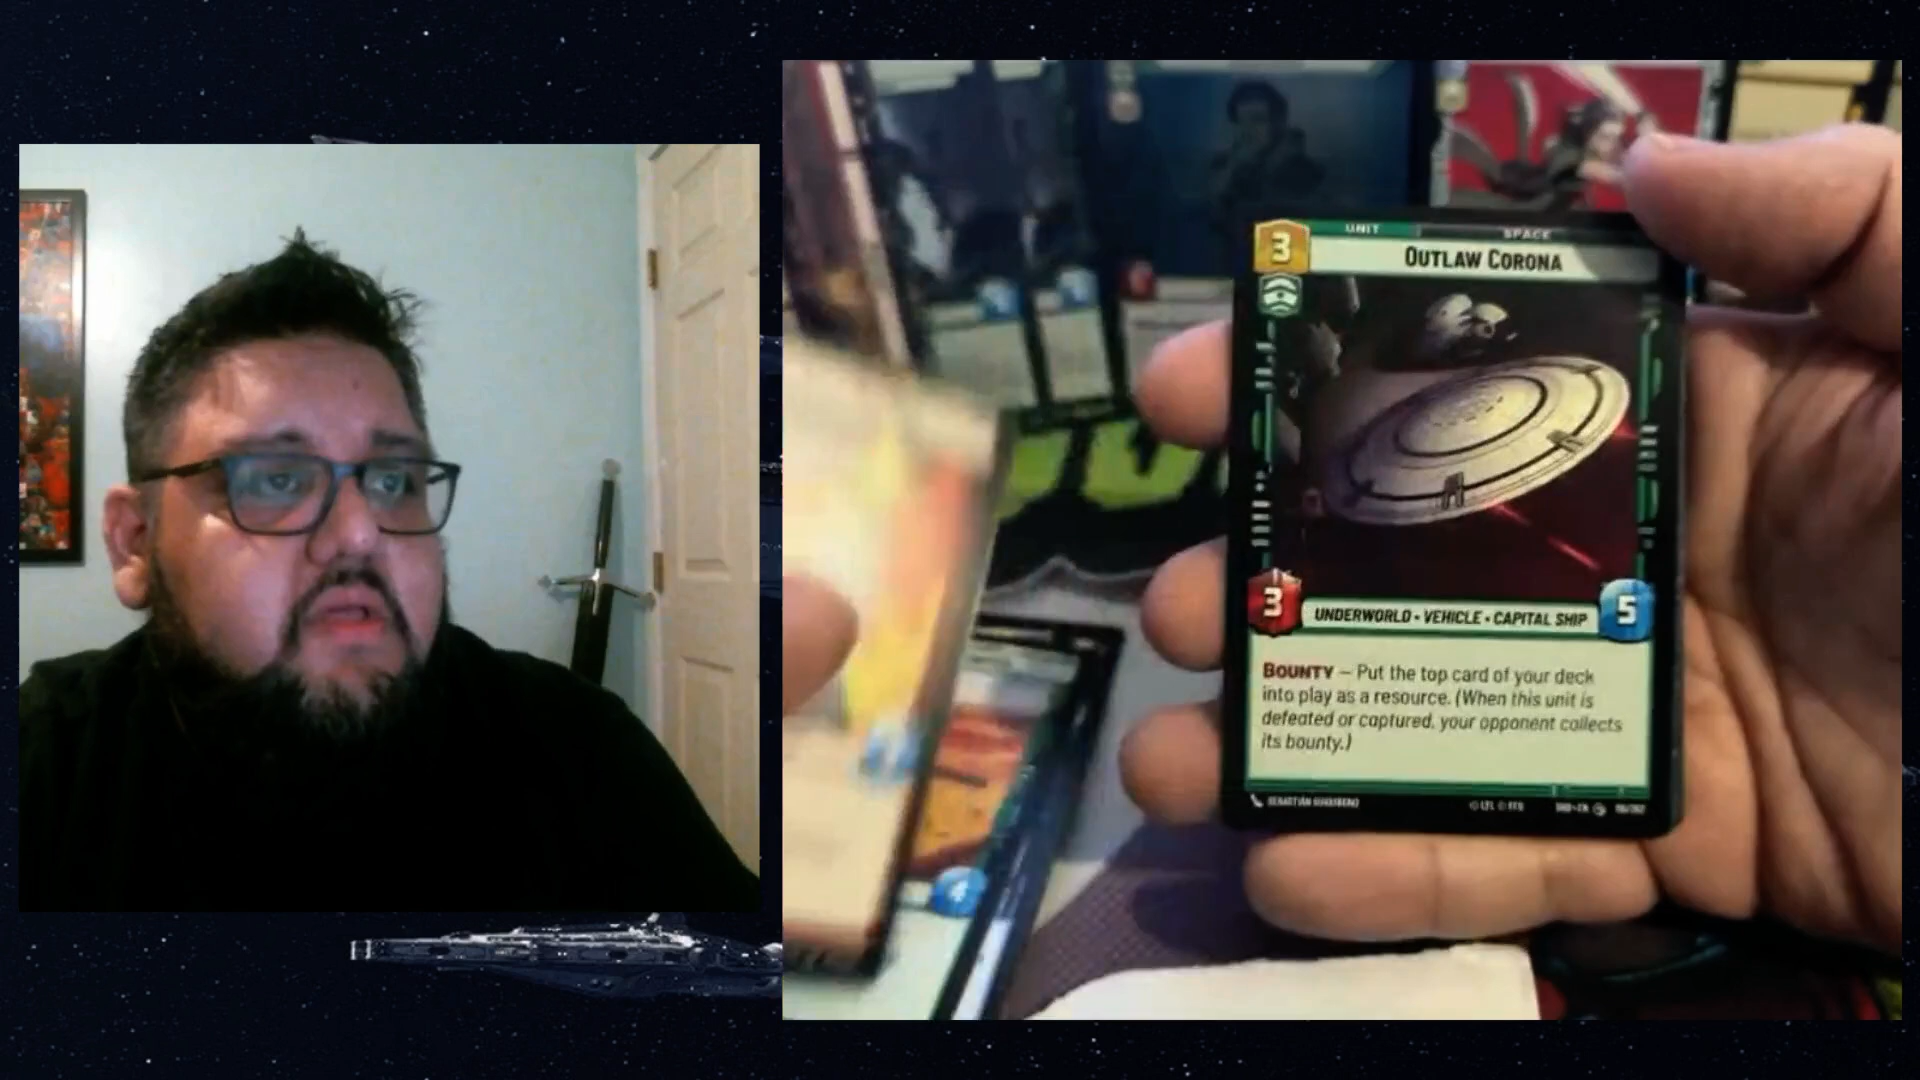 UNIT
SPACE
3
OUTLAW CORONA
3
UNDERWORLD • VEHICLE • CAPITAL SHIP
5
BOUNTY – Put the top card of your deck
into play as a resource. (When this unit is
defeated or captured, your opponent collects
its bounty.)
4